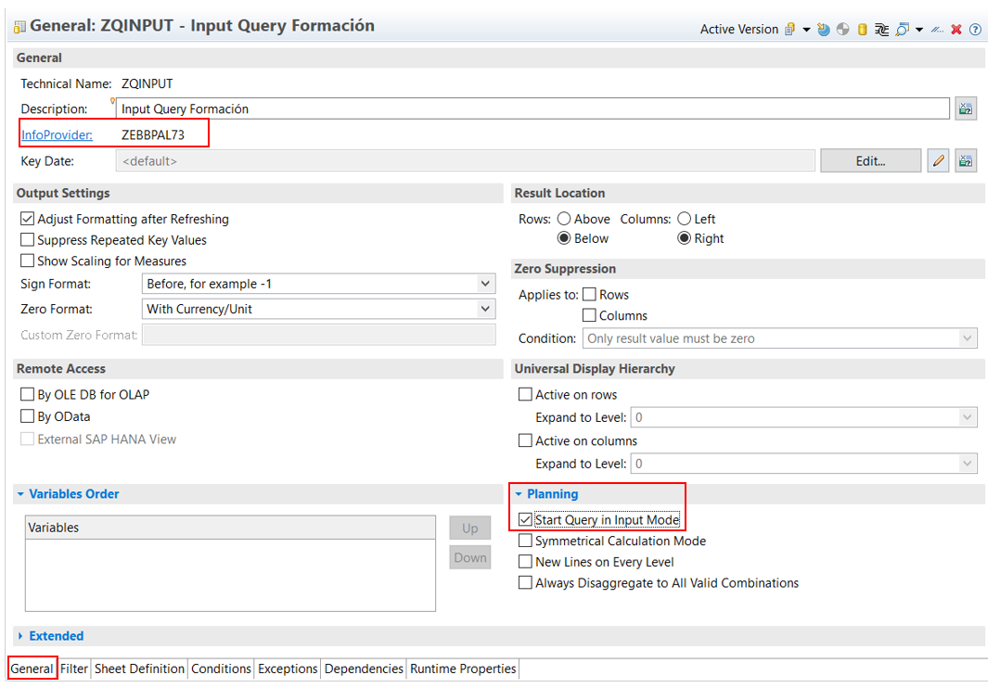 General: ZQINPUT - Input Query Formación
Active Version
General
Technical Name: ZQINPUT
Description: Input Query Formación
InfoProvider: ZEBBPAL73
Key Date: <default> Edit...
Output Settings
Adjust Formatting after Refreshing
Suppress Repeated Key Values
Show Scaling for Measures
Sign Format: Before, for example -1
Zero Format: With Currency/Unit
Custom Zero Format:
Result Location
Rows: Above Columns: Left
Below Right
Zero Suppression
Applies to: Rows
Columns
Condition: Only result value must be zero
Remote Access
By OLE DB for OLAP
By OData
External SAP HANA View
Universal Display Hierarchy
Active on rows
Expand to Level: 0
Active on columns
Expand to Level: 0
Variables Order
Variables
Up
Down
Planning
Start Query in Input Mode
Symmetrical Calculation Mode
New Lines on Every Level
Always Disaggregate to All Valid Combinations
Extended
General Filter Sheet Definition Conditions Exceptions Dependencies Runtime Properties